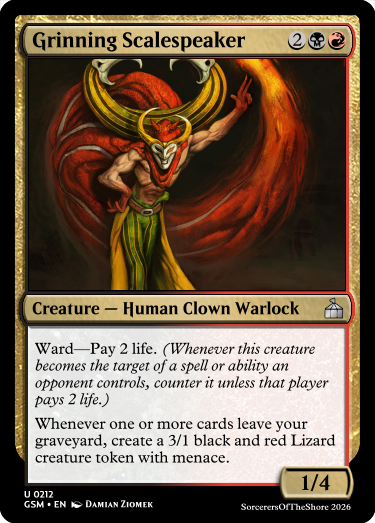 Grinning Scalespeaker 2
Creature — Human Clown Warlock
Ward—Pay 2 life. (Whenever this creature
becomes the target of a spell or ability an
opponent controls, counter it unless that player
pays 2 life.)
Whenever one or more cards leave your
graveyard, create a 3/1 black and red Lizard
creature token with menace.
1/4
U 0212
GSM • EN Damian Ziomek
SorcerersOfTheShore 2026